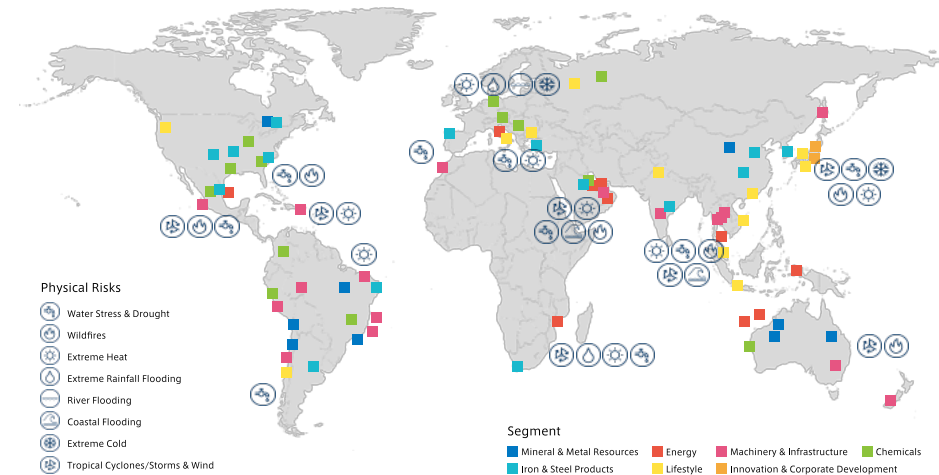 Physical Risks
Water Stress & Drought
Wildfires
Extreme Heat
Extreme Rainfall Flooding
River Flooding
Coastal Flooding
Extreme Cold
Tropical Cyclones/Storms & Wind
Segment
Mineral & Metal Resources Energy Machinery & Infrastructure Chemicals
Iron & Steel Products Lifestyle Innovation & Corporate Development